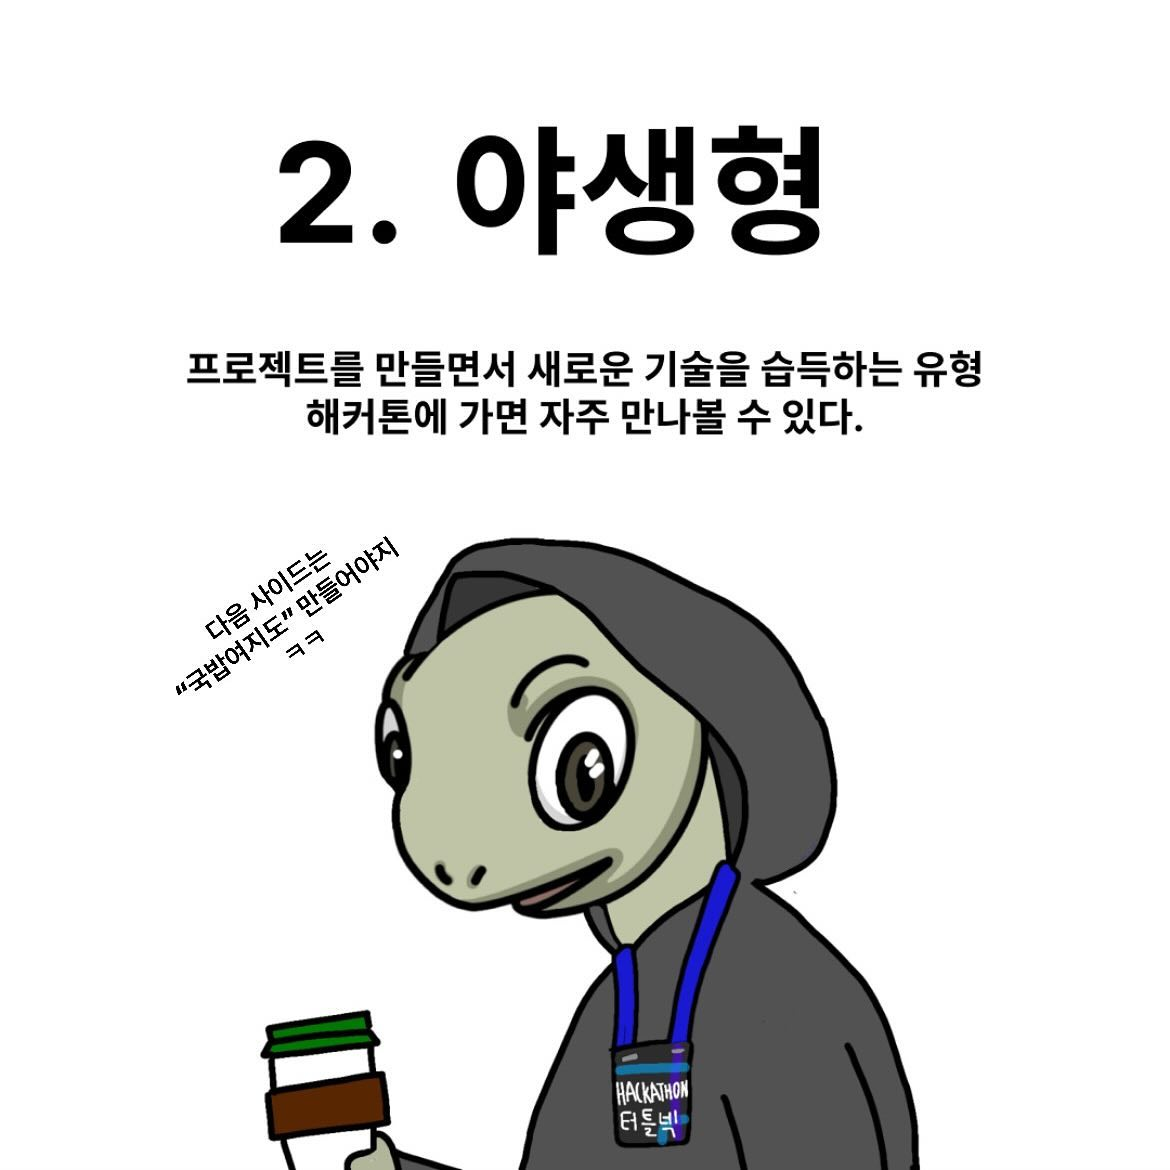 2. 야생형
프로젝트를 만들면서 새로운 기술을 습득하는 유형
해커톤에 가면 자주 만나볼 수 있다.
다음 사이드는
“국밥여지도” 만들어야지
ㅋㅋ
HACKATHON
터틀넥